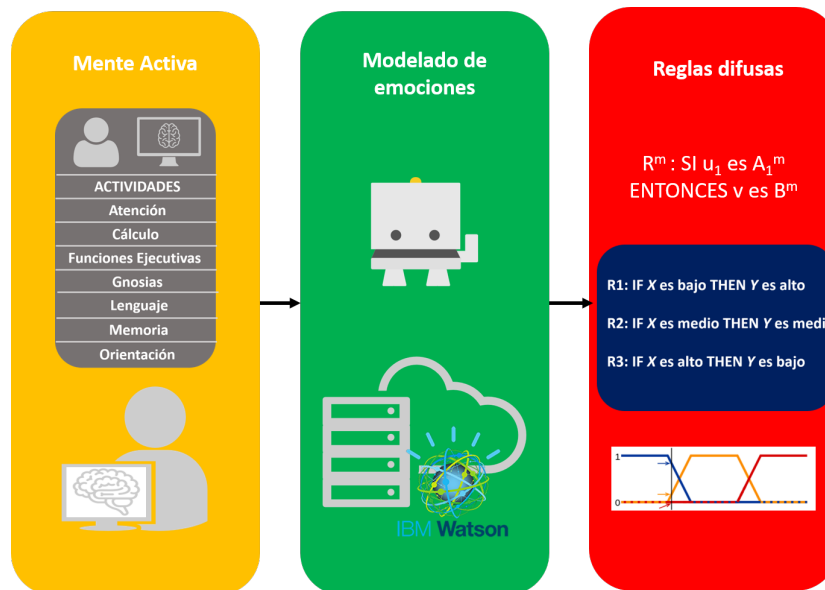 Mente Activa
ACTIVIDADES
Atención
Cálculo
Funciones Ejecutivas
Gnosias
Lenguaje
Memoria
Orientación
Modelado de
emociones
IBM Watson
Reglas difusas
Rᵐ : SI u₁ es A₁ᵐ
ENTONCES v es Bᵐ
R1: IF X es bajo THEN Y es alto
R2: IF X es medio THEN Y es medi
R3: IF X es alto THEN Y es bajo
1
0